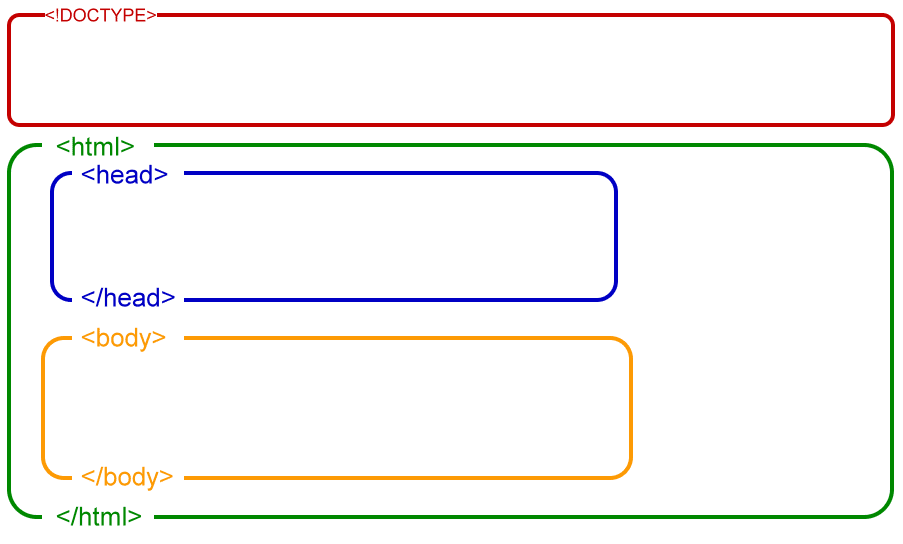 <!DOCTYPE>
<html>
<head>
</head>
<body>
</body>
</html>